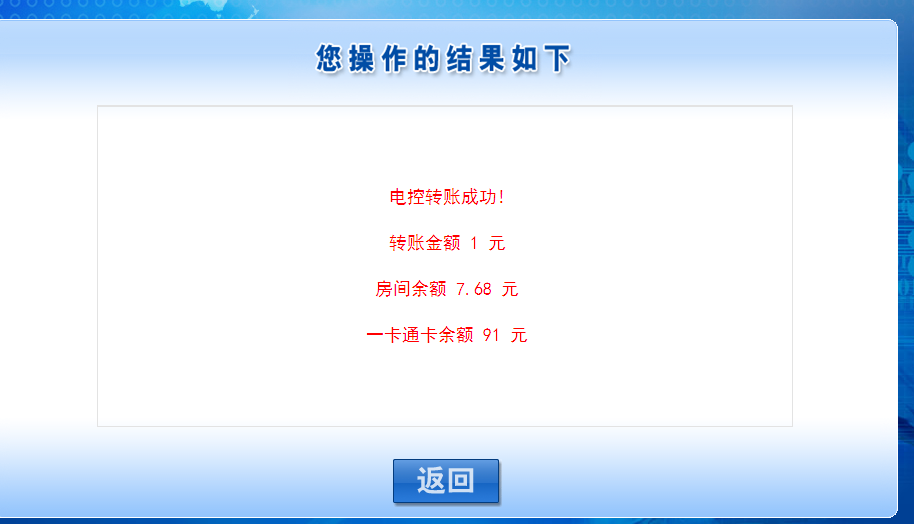 您操作的结果如下
电控转账成功!
转账金额 1 元
房间余额 7.68 元
一卡通卡余额 91 元
返回